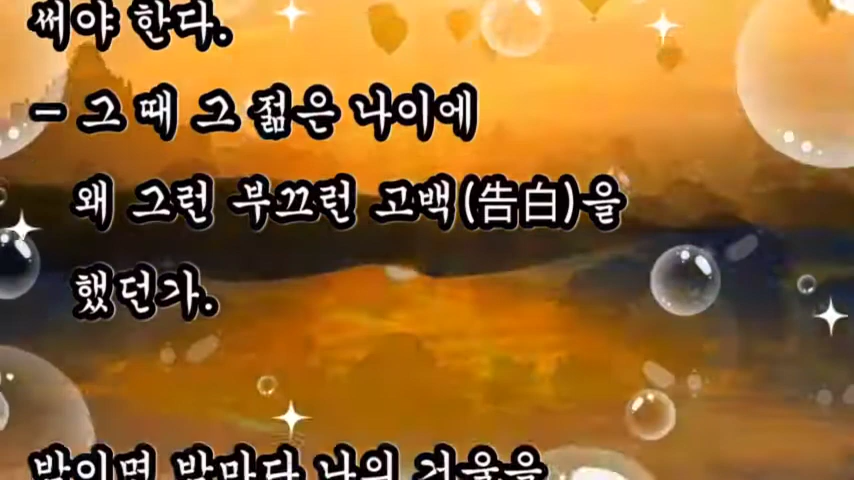 써야 한다.
- 그 때 그 젊은 나이에
왜 그런 부끄런 고백(告白)을
했던가.
밤이면 밤마다 나의 거울을